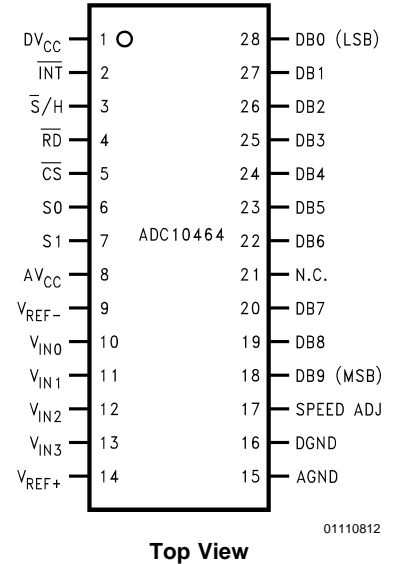 DVCC 1 28 DB0 (LSB)
INT 2 27 DB1
S/H 3 26 DB2
RD 4 25 DB3
CS 5 24 DB4
S0 6 23 DB5
S1 7 ADC10464 22 DB6
AVCC 8 21 N.C.
VREF- 9 20 DB7
VIN0 10 19 DB8
VIN1 11 18 DB9 (MSB)
VIN2 12 17 SPEED ADJ
VIN3 13 16 DGND
VREF+ 14 15 AGND
01110812
Top View